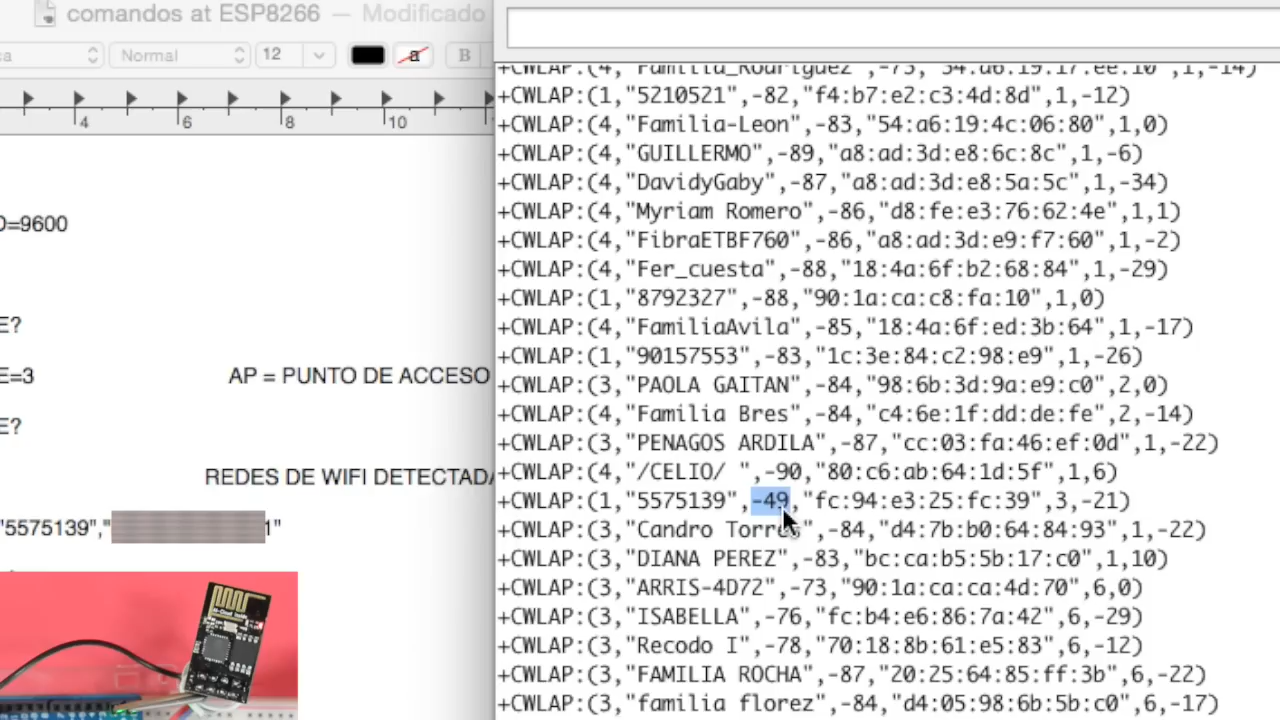 comandos at ESP8266 — Modificado
Normal
12
a
B
4
6
8
10
=9600
E?
E=3
AP = PUNTO DE ACCESO
E?
REDES DE WIFI DETECTADA
"5575139","
1"
+CWLAP:(4,"Familia_Rodriguez",-73,"54:a6:19:17:ee:10",1,-14)
+CWLAP:(1,"5210521",-82,"f4:b7:e2:c3:4d:8d",1,-12)
+CWLAP:(4,"Familia-Leon",-83,"54:a6:19:4c:06:80",1,0)
+CWLAP:(4,"GUILLERMO",-89,"a8:ad:3d:e8:6c:8c",1,-6)
+CWLAP:(4,"DavidyGaby",-87,"a8:ad:3d:e8:5a:5c",1,-34)
+CWLAP:(4,"Myriam Romero",-86,"d8:fe:e3:76:62:4e",1,1)
+CWLAP:(4,"FibraETBF760",-86,"a8:ad:3d:e9:f7:60",1,-2)
+CWLAP:(4,"Fer_cuesta",-88,"18:4a:6f:b2:68:84",1,-29)
+CWLAP:(1,"8792327",-88,"90:1a:ca:c8:fa:10",1,0)
+CWLAP:(4,"FamiliaAvila",-85,"18:4a:6f:ed:3b:64",1,-17)
+CWLAP:(1,"90157553",-83,"1c:3e:84:c2:98:e9",1,-26)
+CWLAP:(3,"PAOLA GAITAN",-84,"98:6b:3d:9a:e9:c0",2,0)
+CWLAP:(4,"Familia Bres",-84,"c4:6e:1f:dd:de:fe",2,-14)
+CWLAP:(3,"PENAGOS ARDILA",-87,"cc:03:fa:46:ef:0d",1,-22)
+CWLAP:(4,"/CELIO/ ",-90,"80:c6:ab:64:1d:5f",1,6)
+CWLAP:(1,"5575139",-49,"fc:94:e3:25:fc:39",3,-21)
+CWLAP:(3,"Candro Torres",-84,"d4:7b:b0:64:84:93",1,-22)
+CWLAP:(3,"DIANA PEREZ",-83,"bc:ca:b5:5b:17:c0",1,10)
+CWLAP:(3,"ARRIS-4D72",-73,"90:1a:ca:ca:4d:70",6,0)
+CWLAP:(3,"ISABELLA",-76,"fc:b4:e6:86:7a:42",6,-29)
+CWLAP:(3,"Recodo I",-78,"70:18:8b:61:e5:83",6,-12)
+CWLAP:(3,"FAMILIA ROCHA",-87,"20:25:64:85:ff:3b",6,-22)
+CWLAP:(3,"familia florez",-84,"d4:05:98:6b:5b:c0",6,-17)